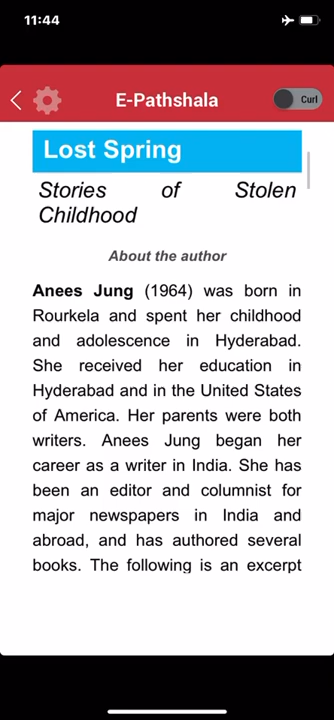 11:44
E-Pathshala
Curl
Lost Spring
Stories of Stolen
Childhood
About the author
Anees Jung (1964) was born in
Rourkela and spent her childhood
and adolescence in Hyderabad.
She received her education in
Hyderabad and in the United States
of America. Her parents were both
writers. Anees Jung began her
career as a writer in India. She has
been an editor and columnist for
major newspapers in India and
abroad, and has authored several
books. The following is an excerpt